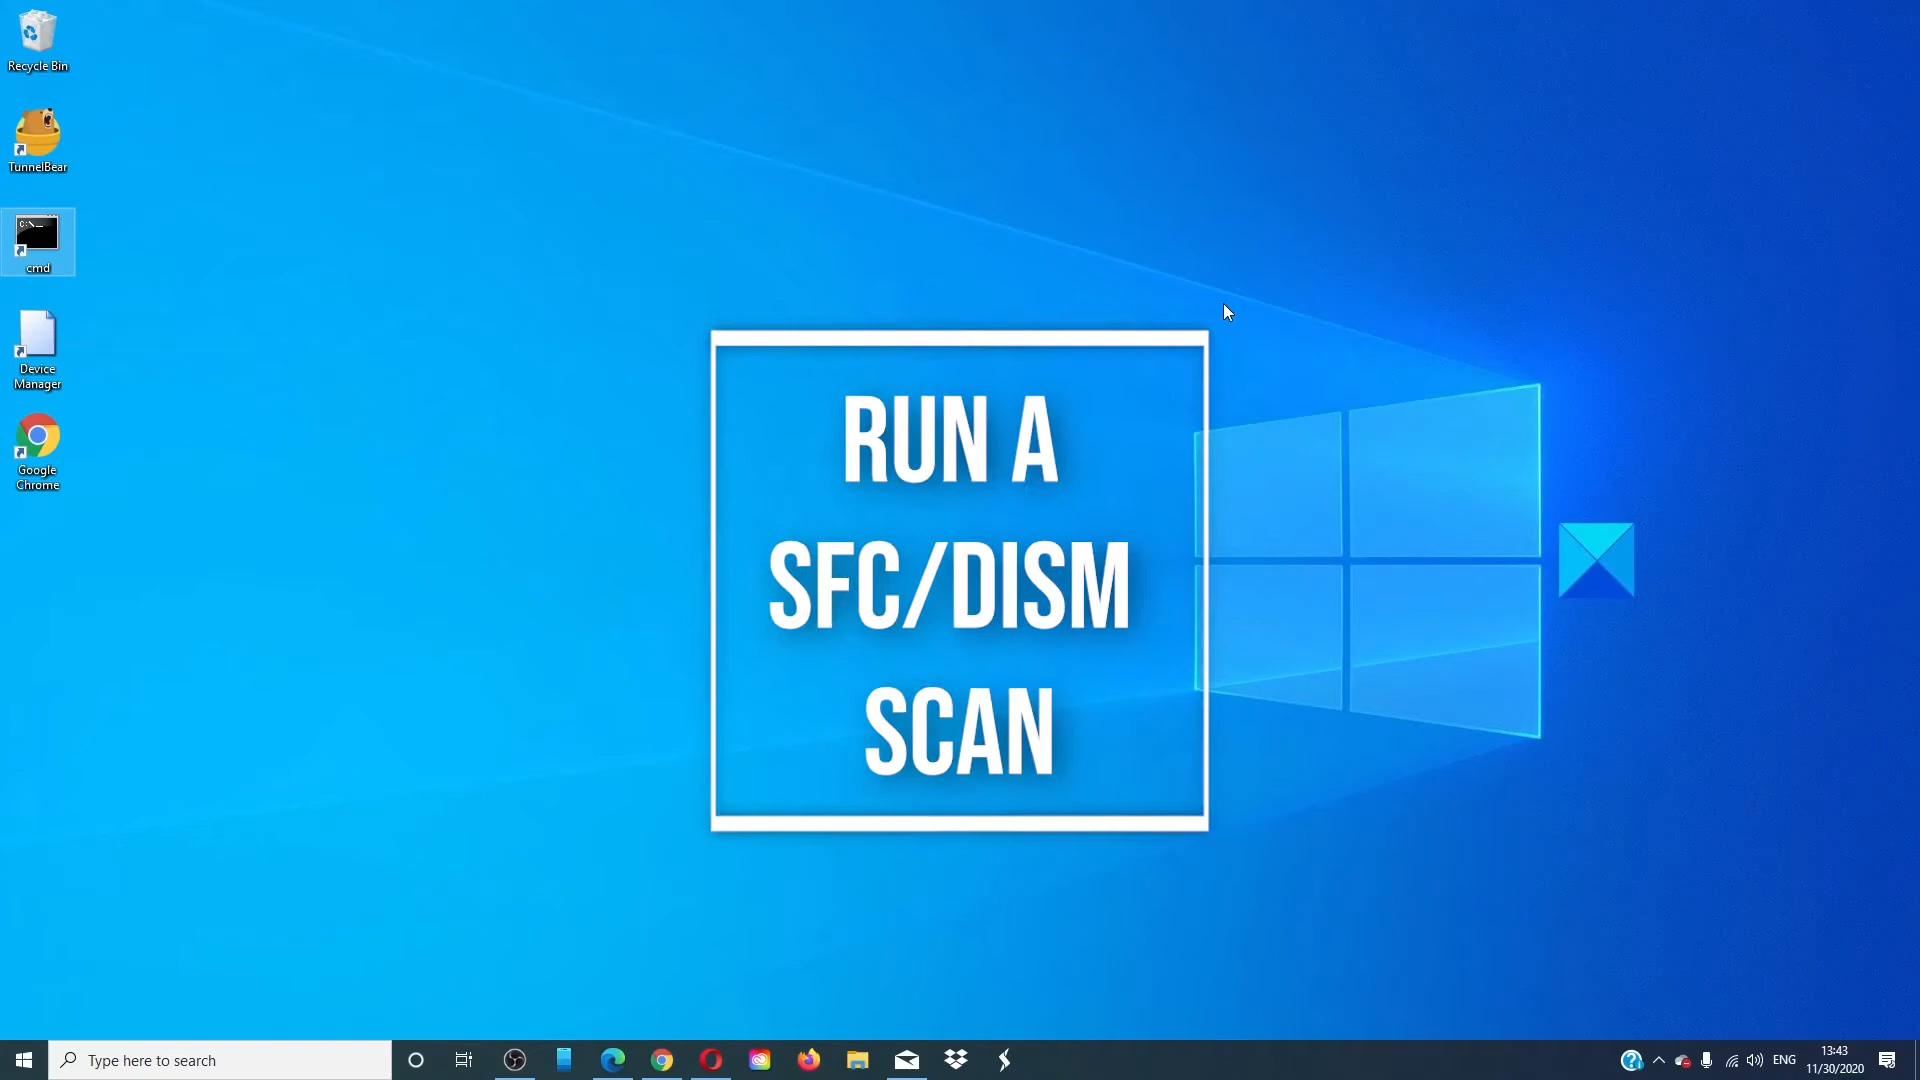 Recycle Bin
TunnelBear
C:\_
cmd
Device
Manager
Google
Chrome
RUN A
SFC/DISM
SCAN
Type here to search
ENG
13:43
11/30/2020